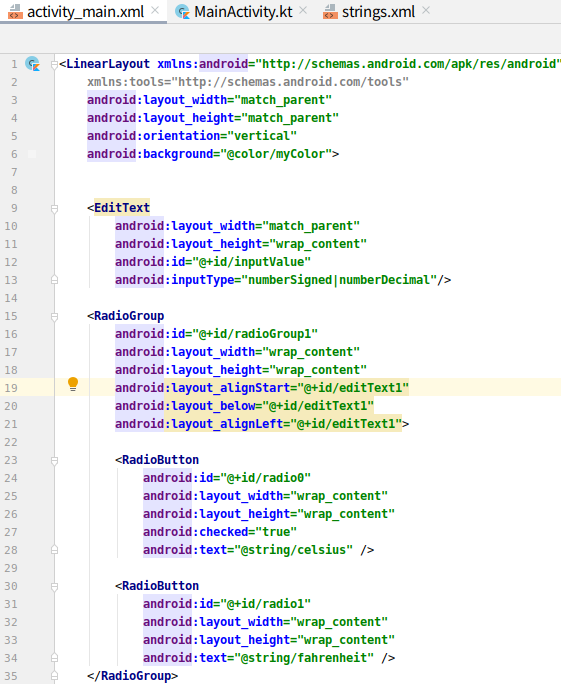 activity_main.xml × MainActivity.kt × strings.xml ×
1 <LinearLayout xmlns:android="http://schemas.android.com/apk/res/android"
2 xmlns:tools="http://schemas.android.com/tools"
3 android:layout_width="match_parent"
4 android:layout_height="match_parent"
5 android:orientation="vertical"
6 android:background="@color/myColor">
7
8
9 <EditText
10 android:layout_width="match_parent"
11 android:layout_height="wrap_content"
12 android:id="@+id/inputValue"
13 android:inputType="numberSigned|numberDecimal"/>
14
15 <RadioGroup
16 android:id="@+id/radioGroup1"
17 android:layout_width="wrap_content"
18 android:layout_height="wrap_content"
19 android:layout_alignStart="@+id/editText1"
20 android:layout_below="@+id/editText1"
21 android:layout_alignLeft="@+id/editText1">
22
23 <RadioButton
24 android:id="@+id/radio0"
25 android:layout_width="wrap_content"
26 android:layout_height="wrap_content"
27 android:checked="true"
28 android:text="@string/celsius" />
29
30 <RadioButton
31 android:id="@+id/radio1"
32 android:layout_width="wrap_content"
33 android:layout_height="wrap_content"
34 android:text="@string/fahrenheit" />
35 </RadioGroup>